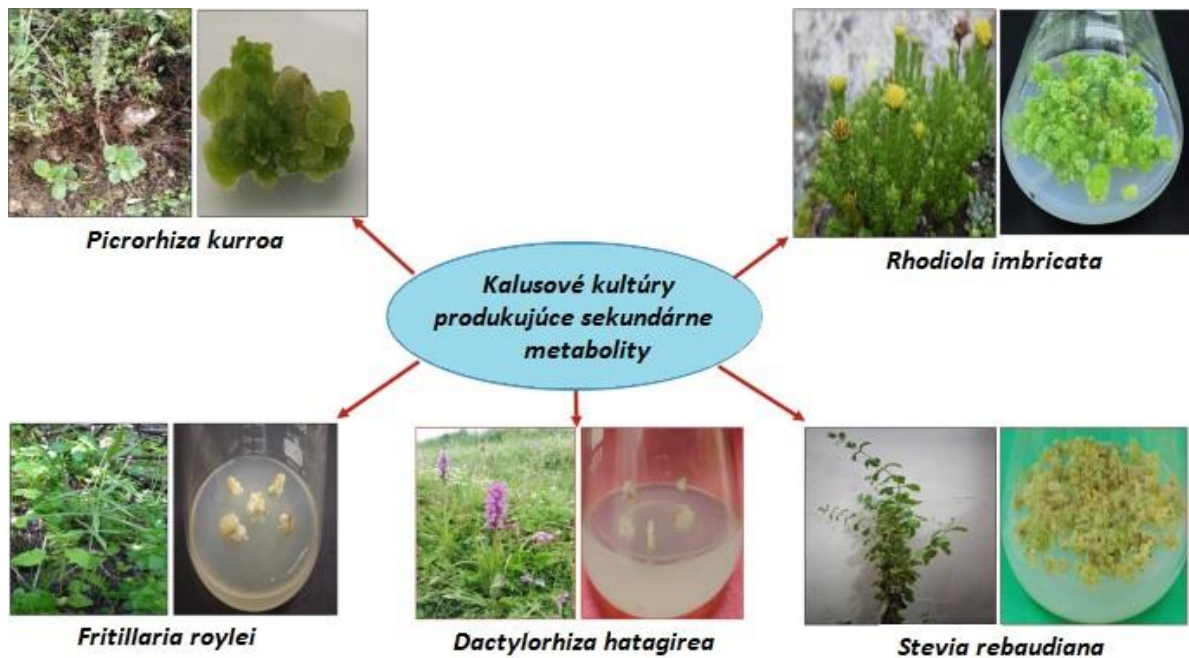 Picrorhiza kurroa
Rhodiola imbricata
Kalusové kultúry
produkujúce sekundárne
metabolity
Fritillaria roylei
Dactylorhiza hatagirea
Stevia rebaudiana